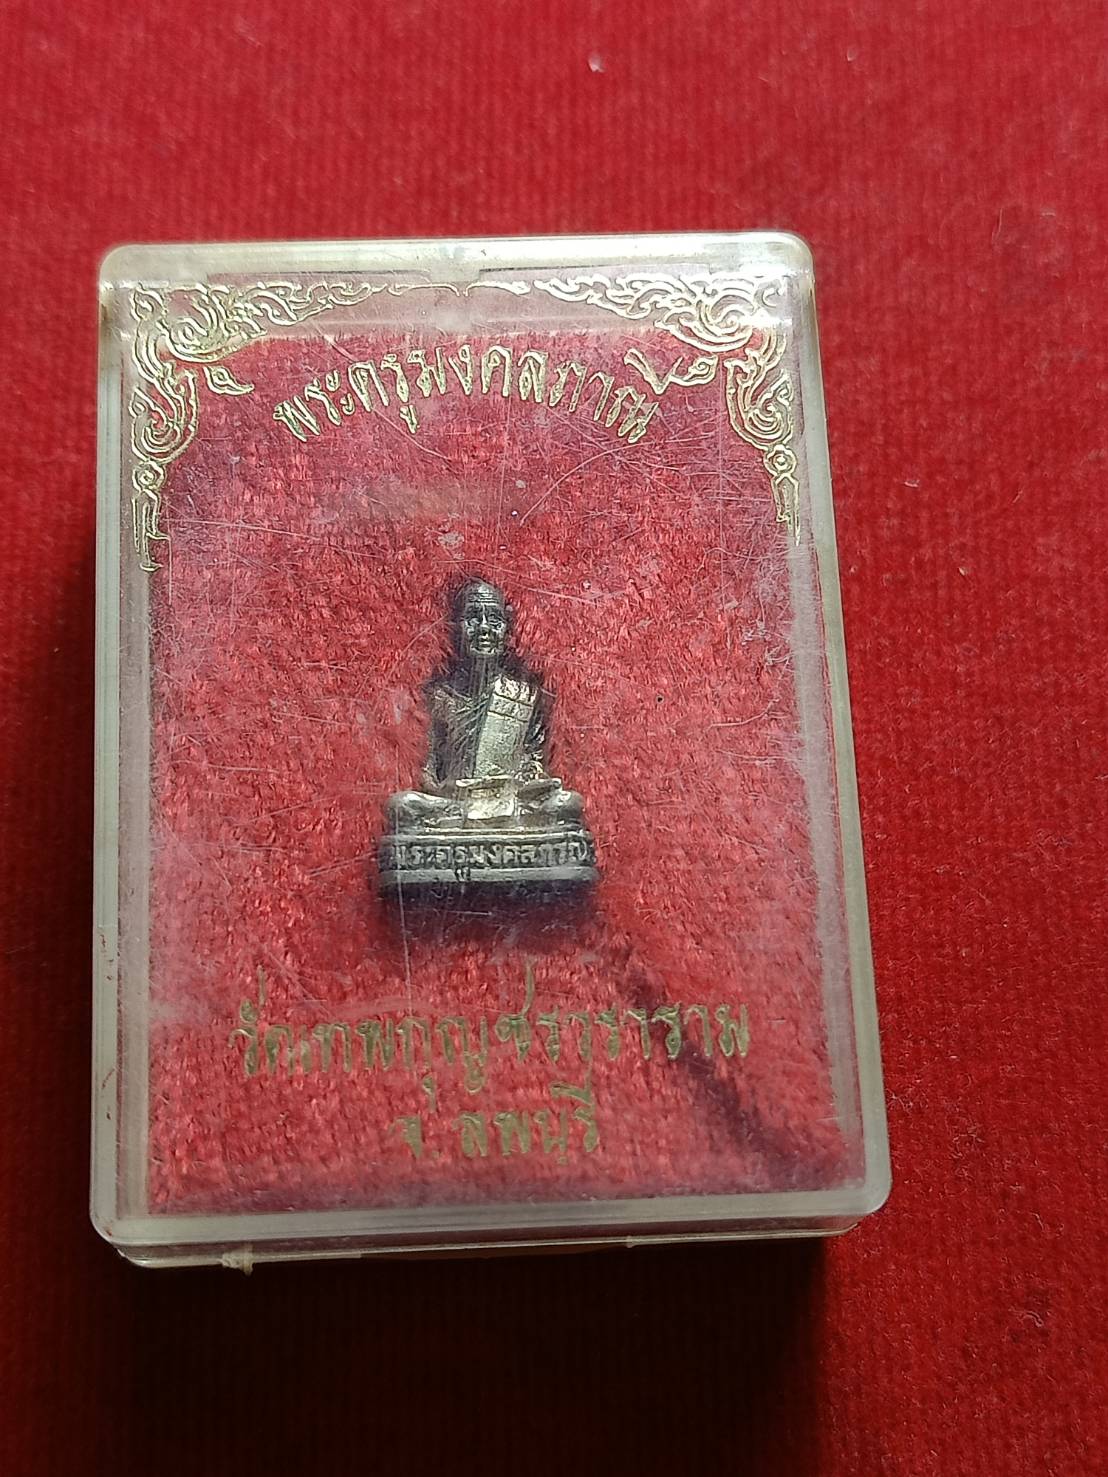 พระครูมงคลภาณี
พระครูมงคลภาณี
วัดเทพกุญชรวราราม
จ. ลพบุรี